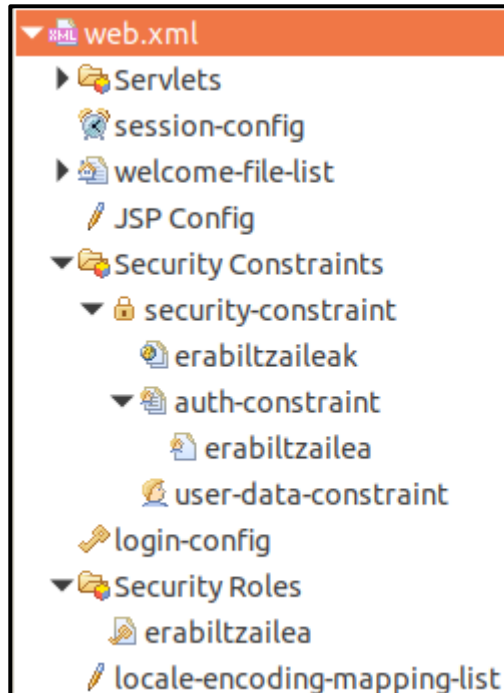 web.xml
Servlets
session-config
welcome-file-list
JSP Config
Security Constraints
security-constraint
erabiltzaileak
auth-constraint
erabiltzailea
user-data-constraint
login-config
Security Roles
erabiltzailea
locale-encoding-mapping-list